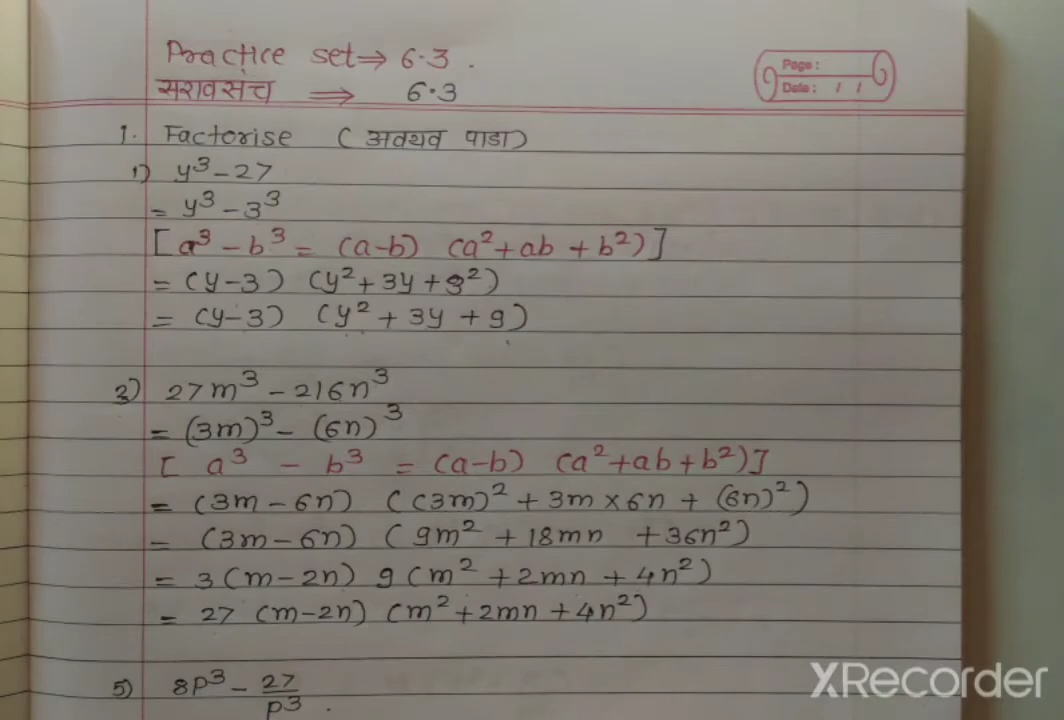 Practice set ⇒ 6.3.
सरावसंच ⇒ 6.3
Page :
Date : / /
1. Factorise (अवयव पाडा)
1) y³ - 27
= y³ - 3³
[a³ - b³ = (a-b) (a² + ab + b²)]
= (y-3) (y² + 3y + 3²)
= (y-3) (y² + 3y + 9)
3) 27m³ - 216n³
= (3m)³ - (6n)³
[a³ - b³ = (a-b) (a² + ab + b²)]
= (3m - 6n) ((3m)² + 3m × 6n + (6n)²)
= (3m - 6n) (9m² + 18mn + 36n²)
= 3(m - 2n) 9(m² + 2mn + 4n²)
= 27 (m-2n) (m² + 2mn + 4n²)
5) 8p³ - 27/p³.
XRecorder